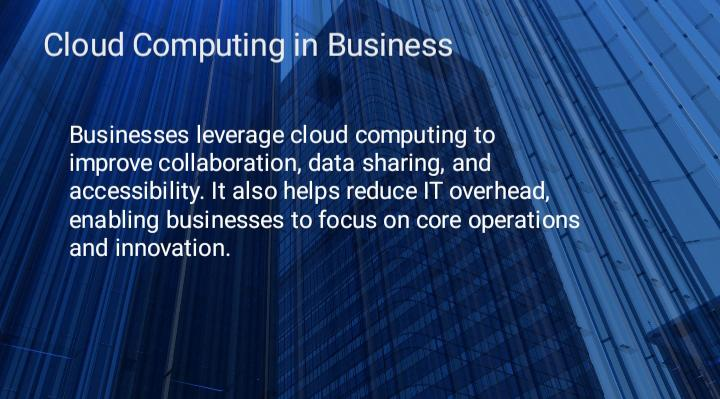 Cloud Computing in Business
Businesses leverage cloud computing to
improve collaboration, data sharing, and
accessibility. It also helps reduce IT overhead,
enabling businesses to focus on core operations
and innovation.